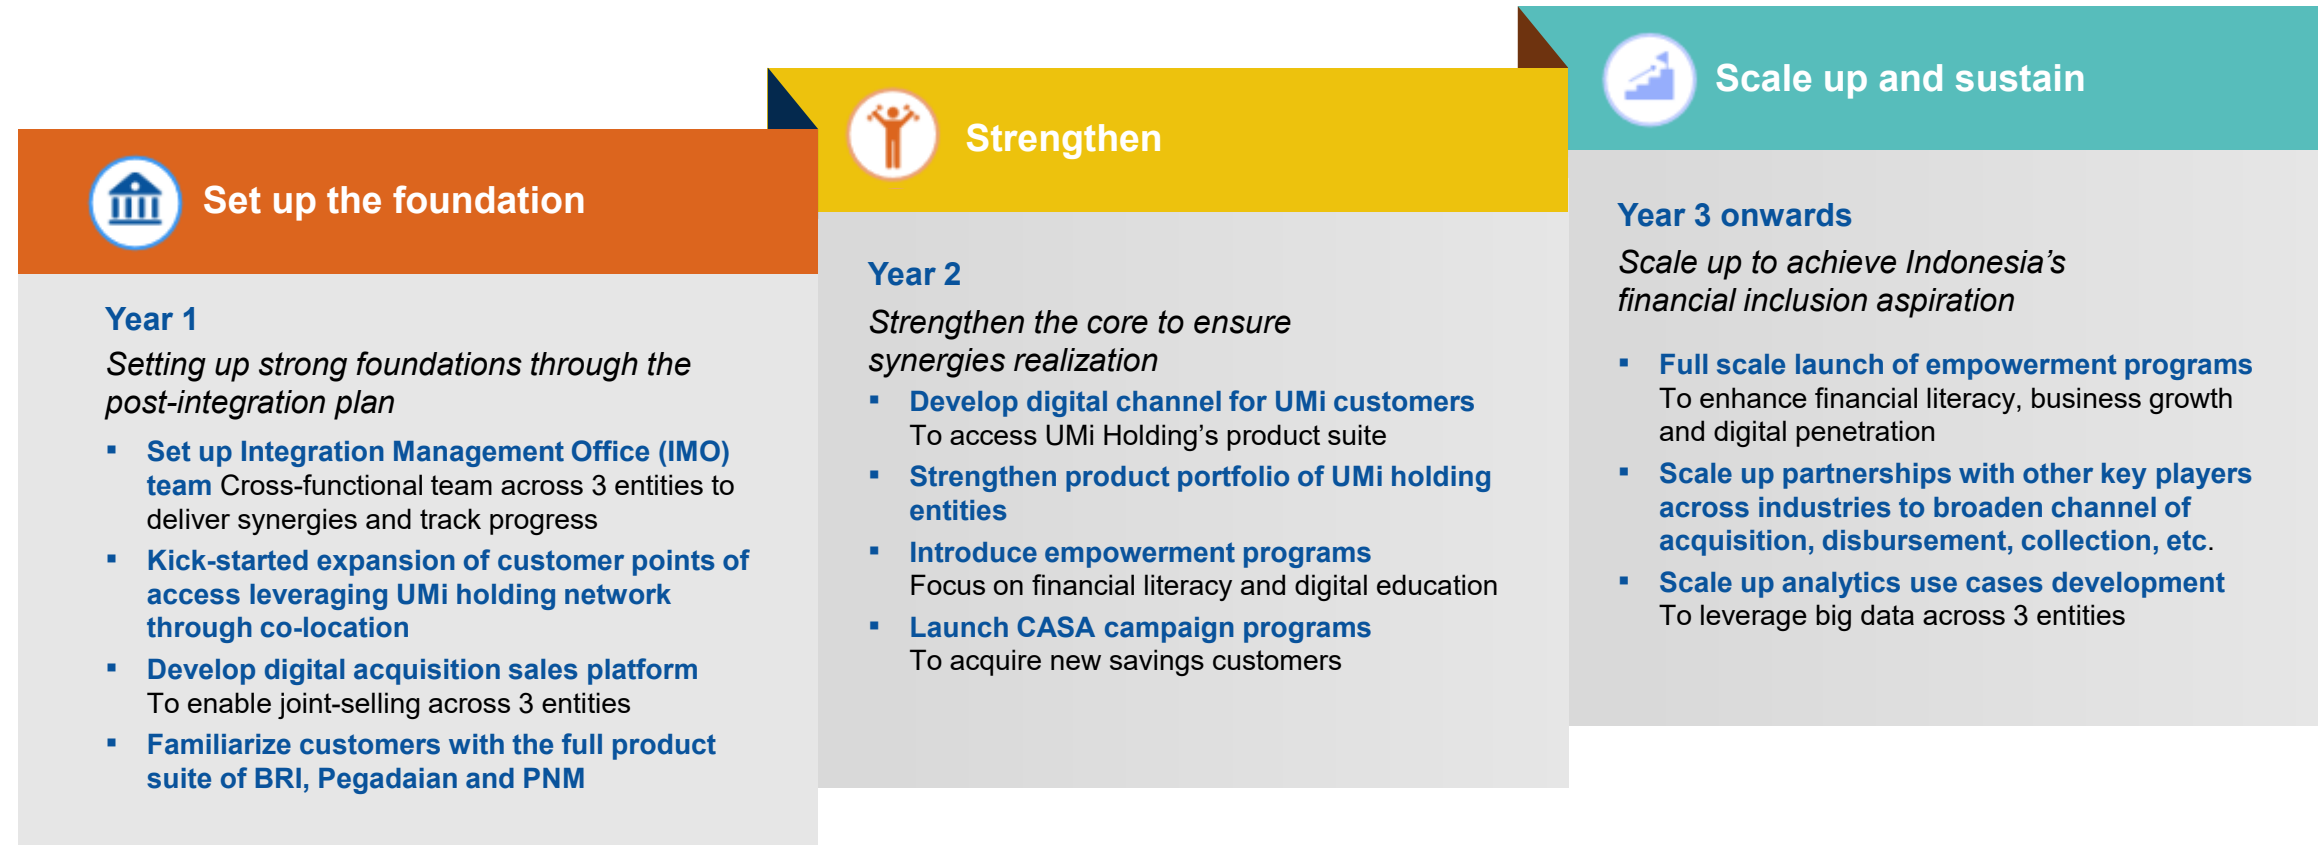 Set up the foundation
Year 1
Setting up strong foundations through the
post-integration plan
▪ Set up Integration Management Office (IMO)
team Cross-functional team across 3 entities to
deliver synergies and track progress
▪ Kick-started expansion of customer points of
access leveraging UMi holding network
through co-location
▪ Develop digital acquisition sales platform
To enable joint-selling across 3 entities
▪ Familiarize customers with the full product
suite of BRI, Pegadaian and PNM
Strengthen
Year 2
Strengthen the core to ensure
synergies realization
▪ Develop digital channel for UMi customers
To access UMi Holding’s product suite
▪ Strengthen product portfolio of UMi holding
entities
▪ Introduce empowerment programs
Focus on financial literacy and digital education
▪ Launch CASA campaign programs
To acquire new savings customers
Scale up and sustain
Year 3 onwards
Scale up to achieve Indonesia’s
financial inclusion aspiration
▪ Full scale launch of empowerment programs
To enhance financial literacy, business growth
and digital penetration
▪ Scale up partnerships with other key players
across industries to broaden channel of
acquisition, disbursement, collection, etc.
▪ Scale up analytics use cases development
To leverage big data across 3 entities